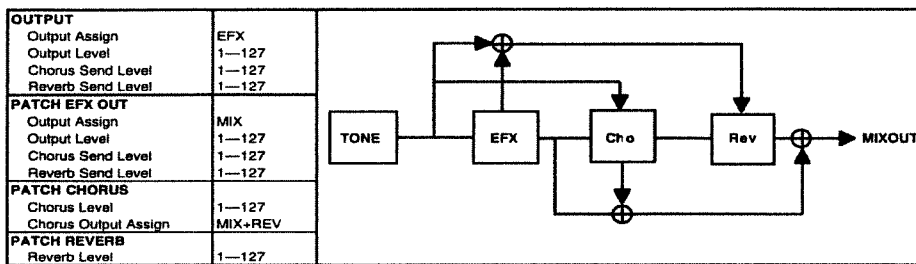 OUTPUT
Output Assign EFX
Output Level 1—127
Chorus Send Level 1—127
Reverb Send Level 1—127
PATCH EFX OUT
Output Assign MIX
Output Level 1—127
Chorus Send Level 1—127
Reverb Send Level 1—127
PATCH CHORUS
Chorus Level 1—127
Chorus Output Assign MIX+REV
PATCH REVERB
Reverb Level 1—127
TONE EFX Cho Rev MIXOUT